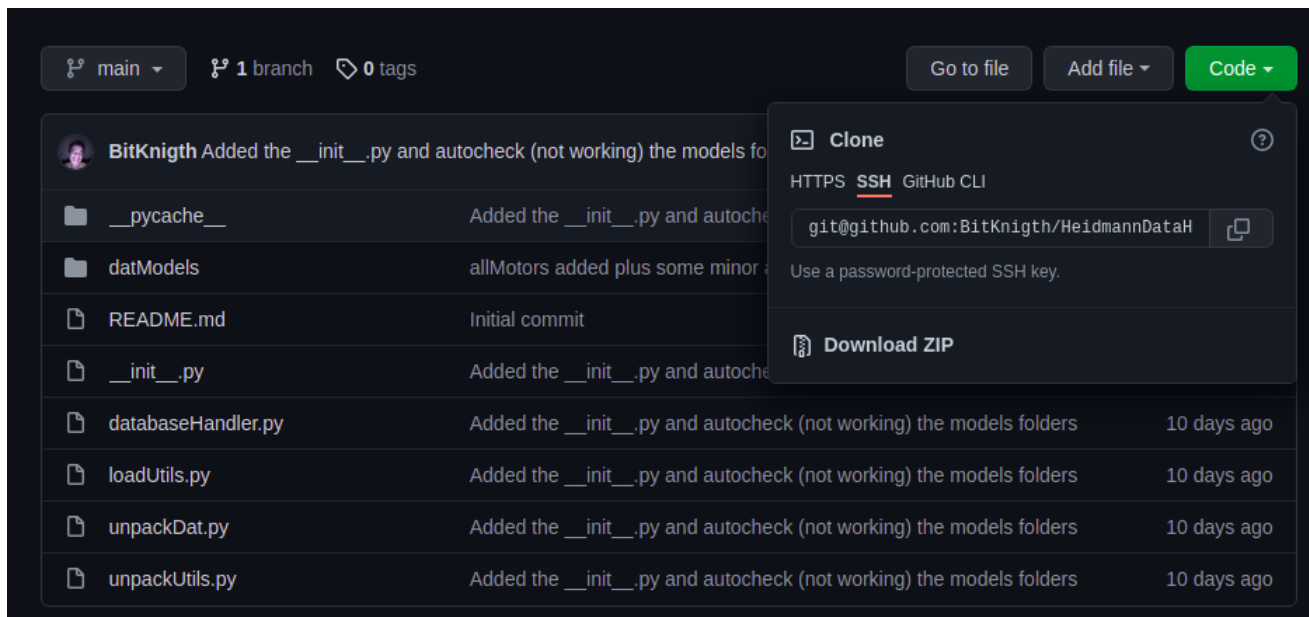 main 1 branch 0 tags Go to file Add file Code
BitKnigth Added the __init__.py and autocheck (not working) the models fo
__pycache__ Added the __init__.py and autoche
datModels allMotors added plus some minor
README.md Initial commit
__init__.py Added the __init__.py and autoche
databaseHandler.py Added the __init__.py and autocheck (not working) the models folders 10 days ago
loadUtils.py Added the __init__.py and autocheck (not working) the models folders 10 days ago
unpackDat.py Added the __init__.py and autocheck (not working) the models folders 10 days ago
unpackUtils.py Added the __init__.py and autocheck (not working) the models folders 10 days ago
Clone
HTTPS SSH GitHub CLI
git@github.com:BitKnigth/HeidmannDataH
Use a password-protected SSH key.
Download ZIP